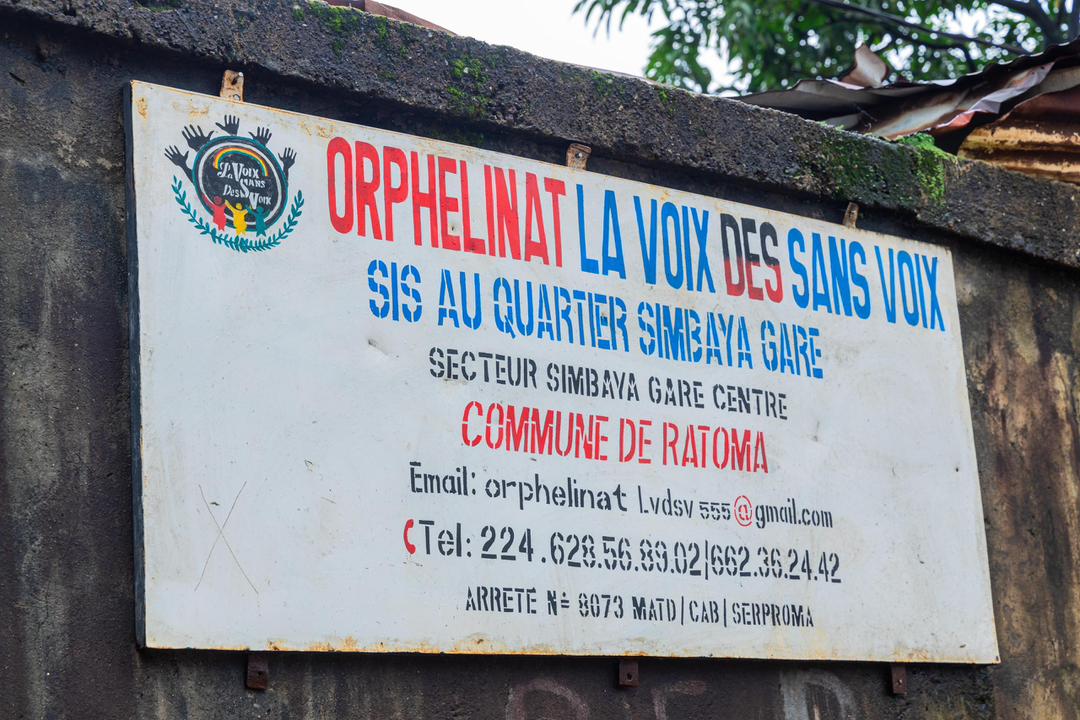 La Voix
Sans
Des Voix
ORPHELINAT LA VOIX DES SANS VOIX
SIS AU QUARTIER SIMBAYA GARE
SECTEUR SIMBAYA GARE CENTRE
COMMUNE DE RATOMA
Email: orphelinat Lvdsv 555@gmail.com
Tel: 224.628.56.89.02|662.36.24.42
ARRETE Nº 8073 MATD/CAB/SERPROMA